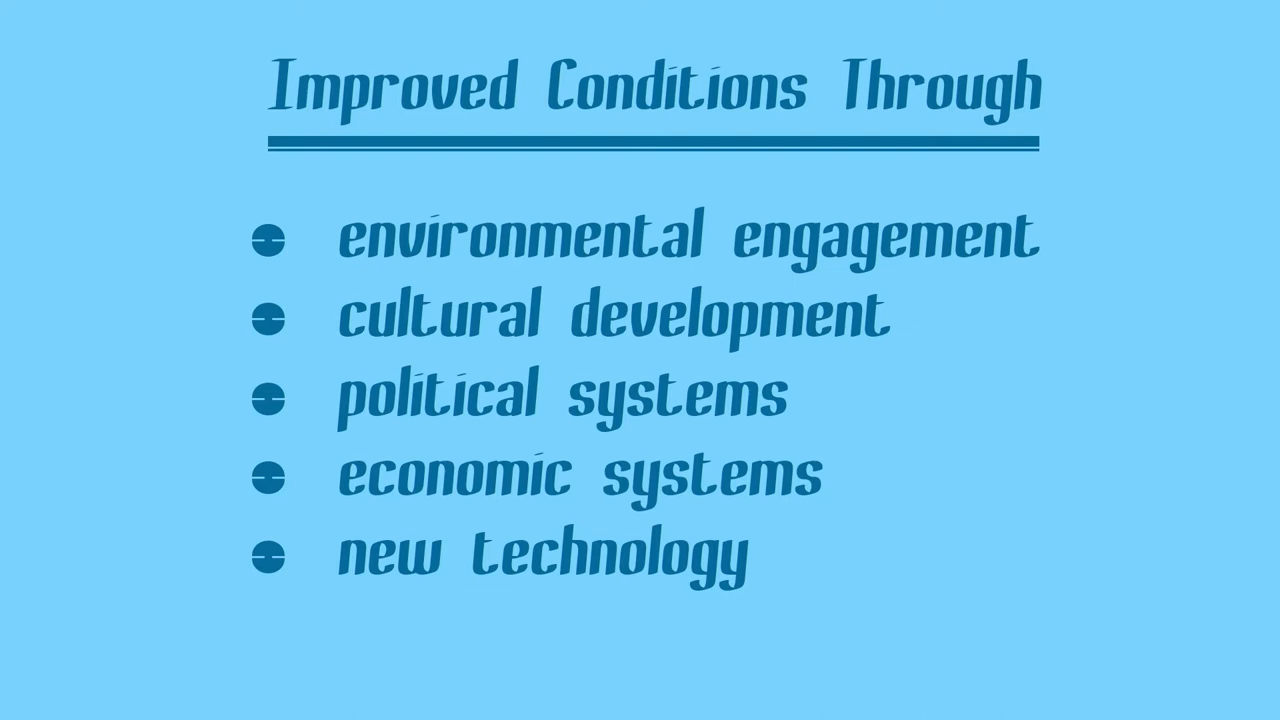 Improved Conditions Through
environmental engagement
cultural development
political systems
economic systems
new technology